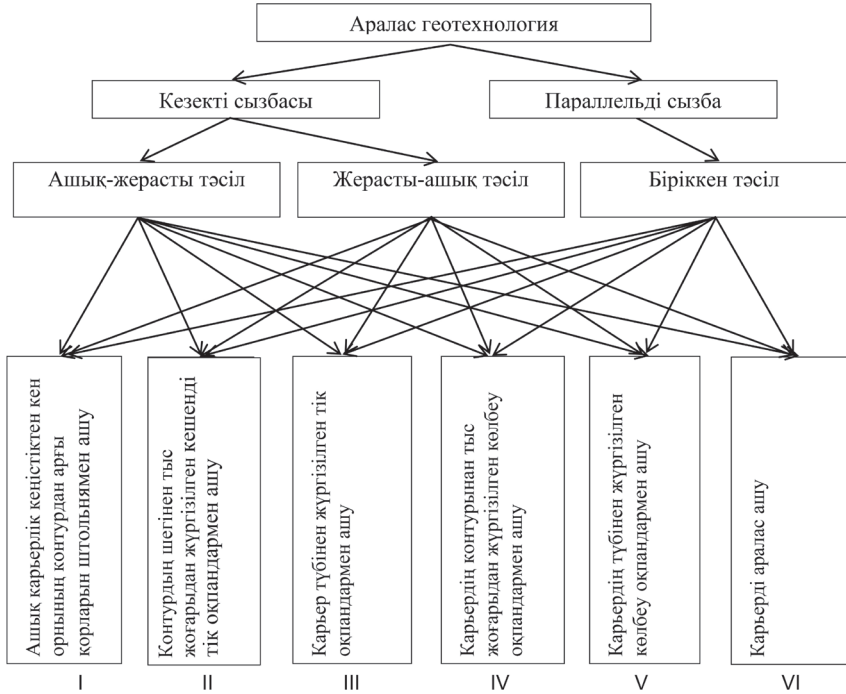 Аралас геотехнология
Кезекті сызбасы
Параллельді сызба
Ашық-жерасты тәсіл
Жерасты-ашық тәсіл
Біріккен тәсіл
Ашық карьерлік кеңістіктен кен
орнының контурдан арғы
қорларын штольнямен ашу
Контурдың шегінен тыс
жоғарыдан жүргізілген кешенді
тік оқпандармен ашу
Карьер түбінен жүргізілген тік
оқпандармен ашу
Карьердің контурынан тыс
жоғарыдан жүргізілген көлбеу
оқпандармен ашу
Карьердің түбінен жүргізілген
көлбеу оқпандармен ашу
Карьерді аралас ашу
I
II
III
IV
V
VI